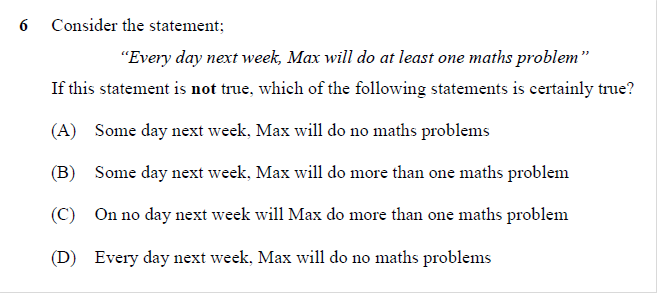 6 Consider the statement;
"Every day next week, Max will do at least one maths problem"
If this statement is not true, which of the following statements is certainly true?
(A) Some day next week, Max will do no maths problems
(B) Some day next week, Max will do more than one maths problem
(C) On no day next week will Max do more than one maths problem
(D) Every day next week, Max will do no maths problems